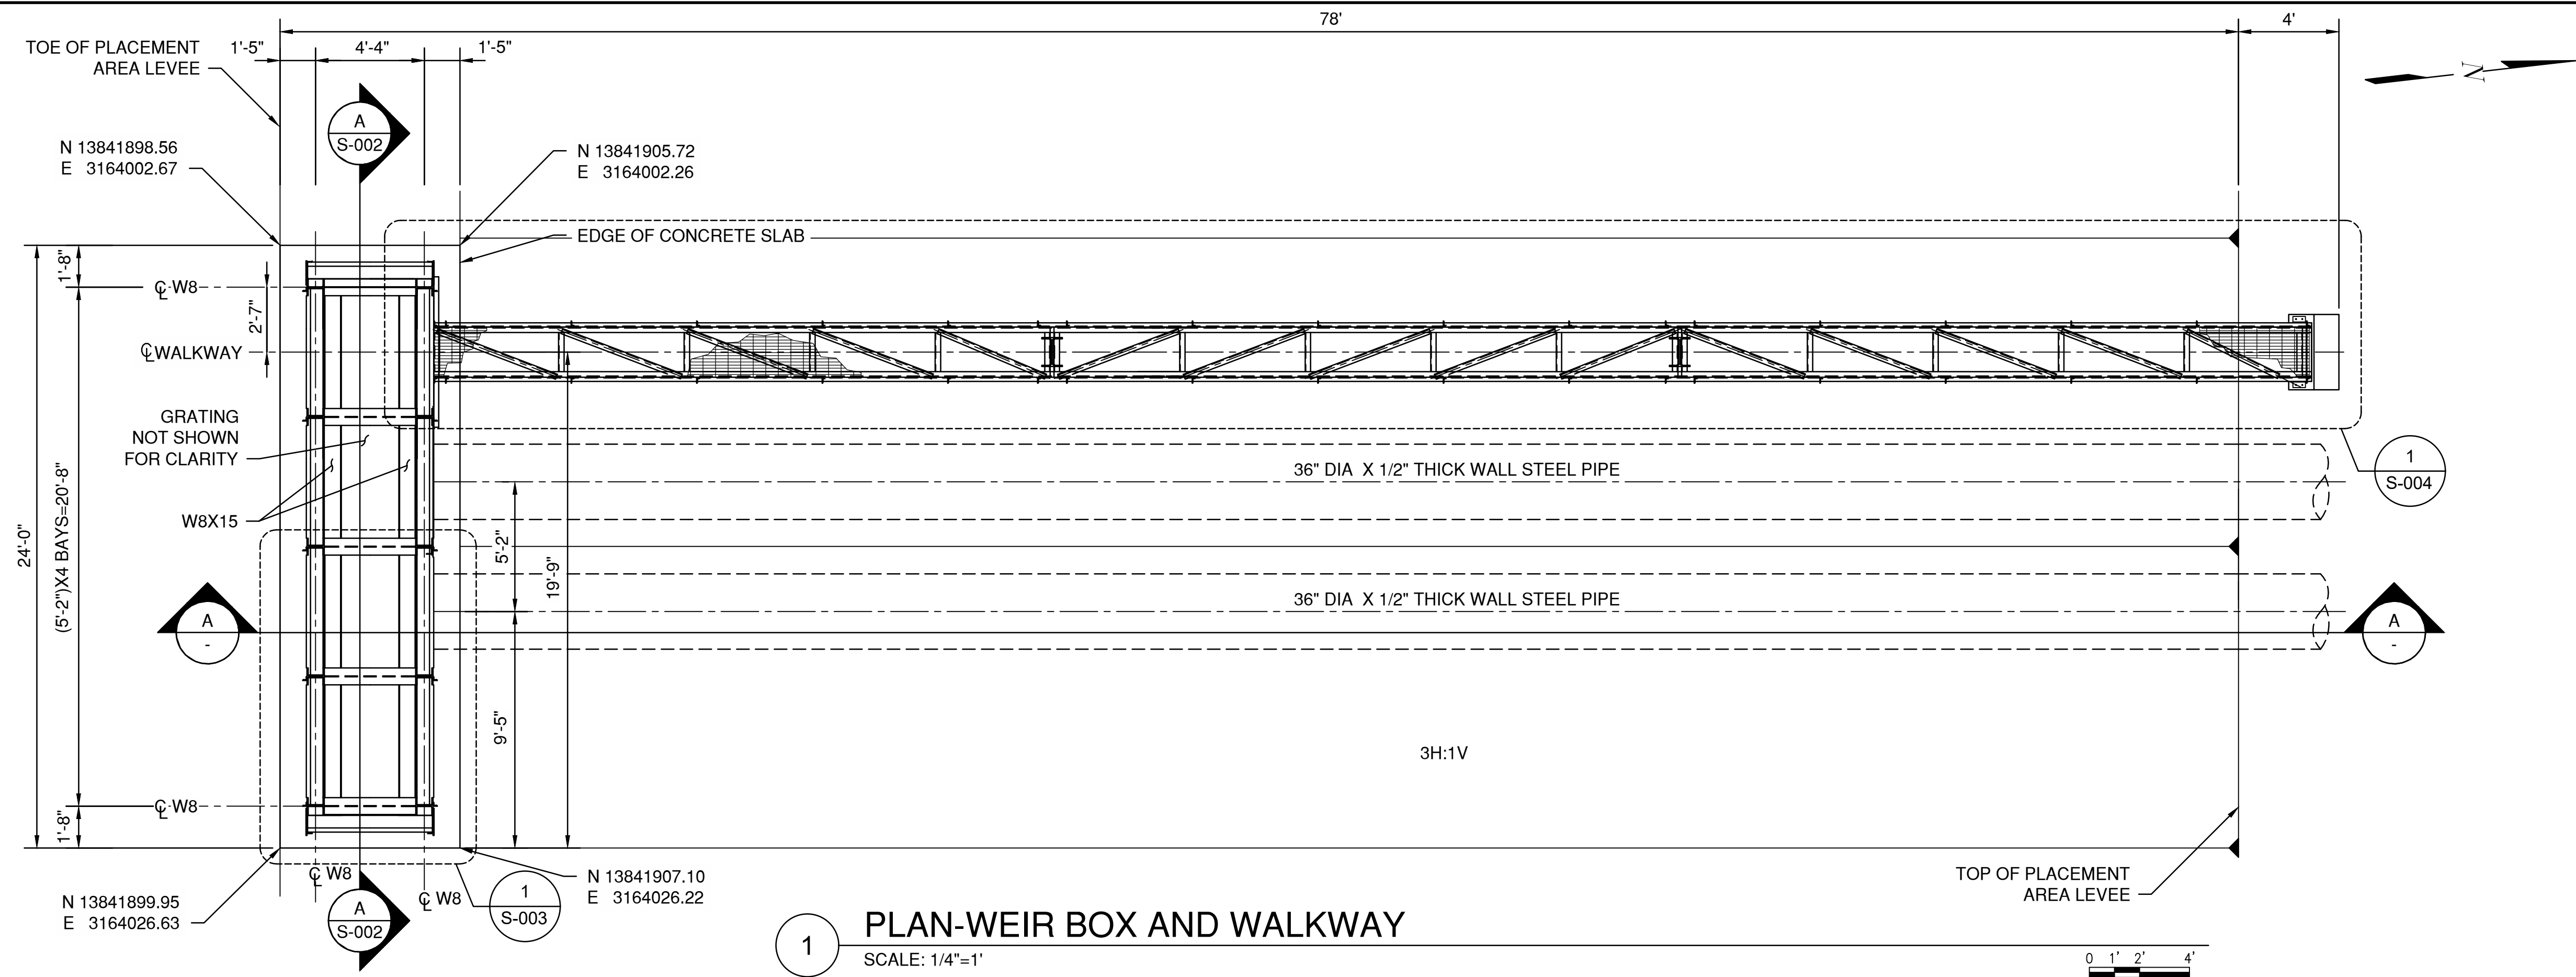 78'
4'
TOE OF PLACEMENT
AREA LEVEE
1'-5"
4'-4"
1'-5"
N
A
S-002
N 13841898.56
E 3164002.67
N 13841905.72
E 3164002.26
EDGE OF CONCRETE SLAB
1'-8"
℄ W8
2'-7"
℄ WALKWAY
GRATING
NOT SHOWN
FOR CLARITY
W8X15
24'-0"
(5'-2")X4 BAYS=20'-8"
36" DIA X 1/2" THICK WALL STEEL PIPE
1
S-004
5'-2"
19'-9"
36" DIA X 1/2" THICK WALL STEEL PIPE
A
-
A
-
9'-5"
3H:1V
℄ W8
1'-8"
℄ W8
℄ W8
N 13841899.95
E 3164026.63
A
S-002
1
S-003
N 13841907.10
E 3164026.22
TOP OF PLACEMENT
AREA LEVEE
1
PLAN-WEIR BOX AND WALKWAY
SCALE: 1/4"=1'
0 1' 2' 4'